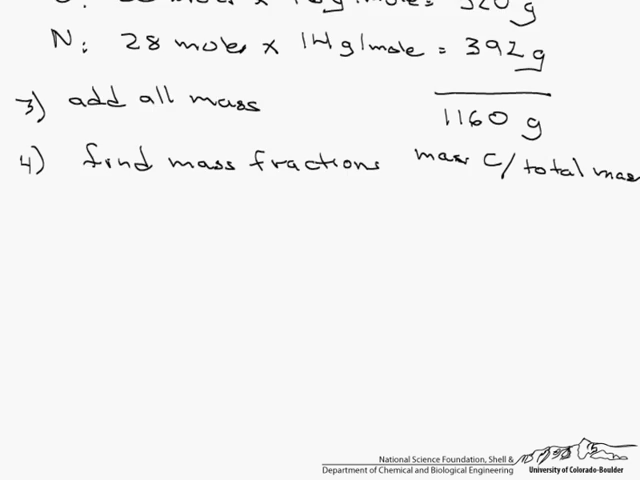 320 g
N: 28 moles x 14 g/mole = 392 g
3) add all mass
1160 g
4) find mass fractions mass C/total mass
National Science Foundation, Shell &
Department of Chemical and Biological Engineering
University of Colorado-Boulder